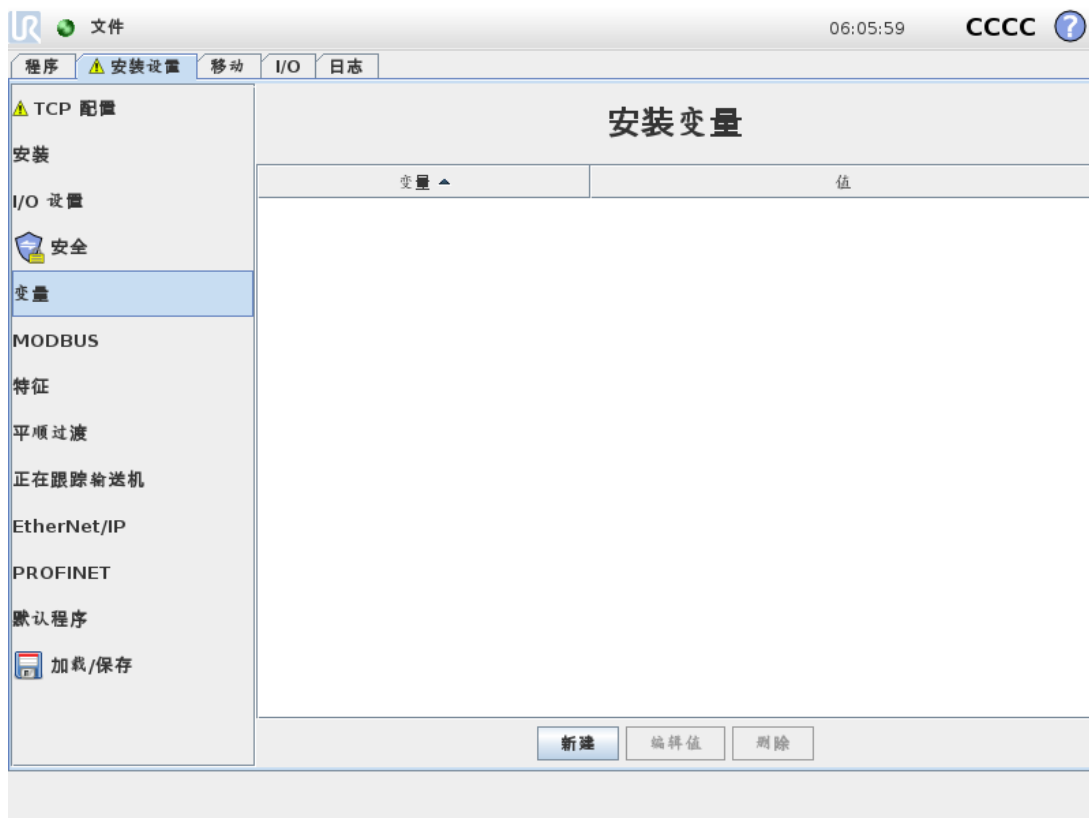 UR 文件 06:05:59 CCCC ?
程序 安装设置 移动 I/O 日志
TCP 配置
安装
I/O 设置
安全
变量
MODBUS
特征
平顺过渡
正在跟踪输送机
EtherNet/IP
PROFINET
默认程序
加载/保存
安装变量
变量 值
新建 编辑值 删除